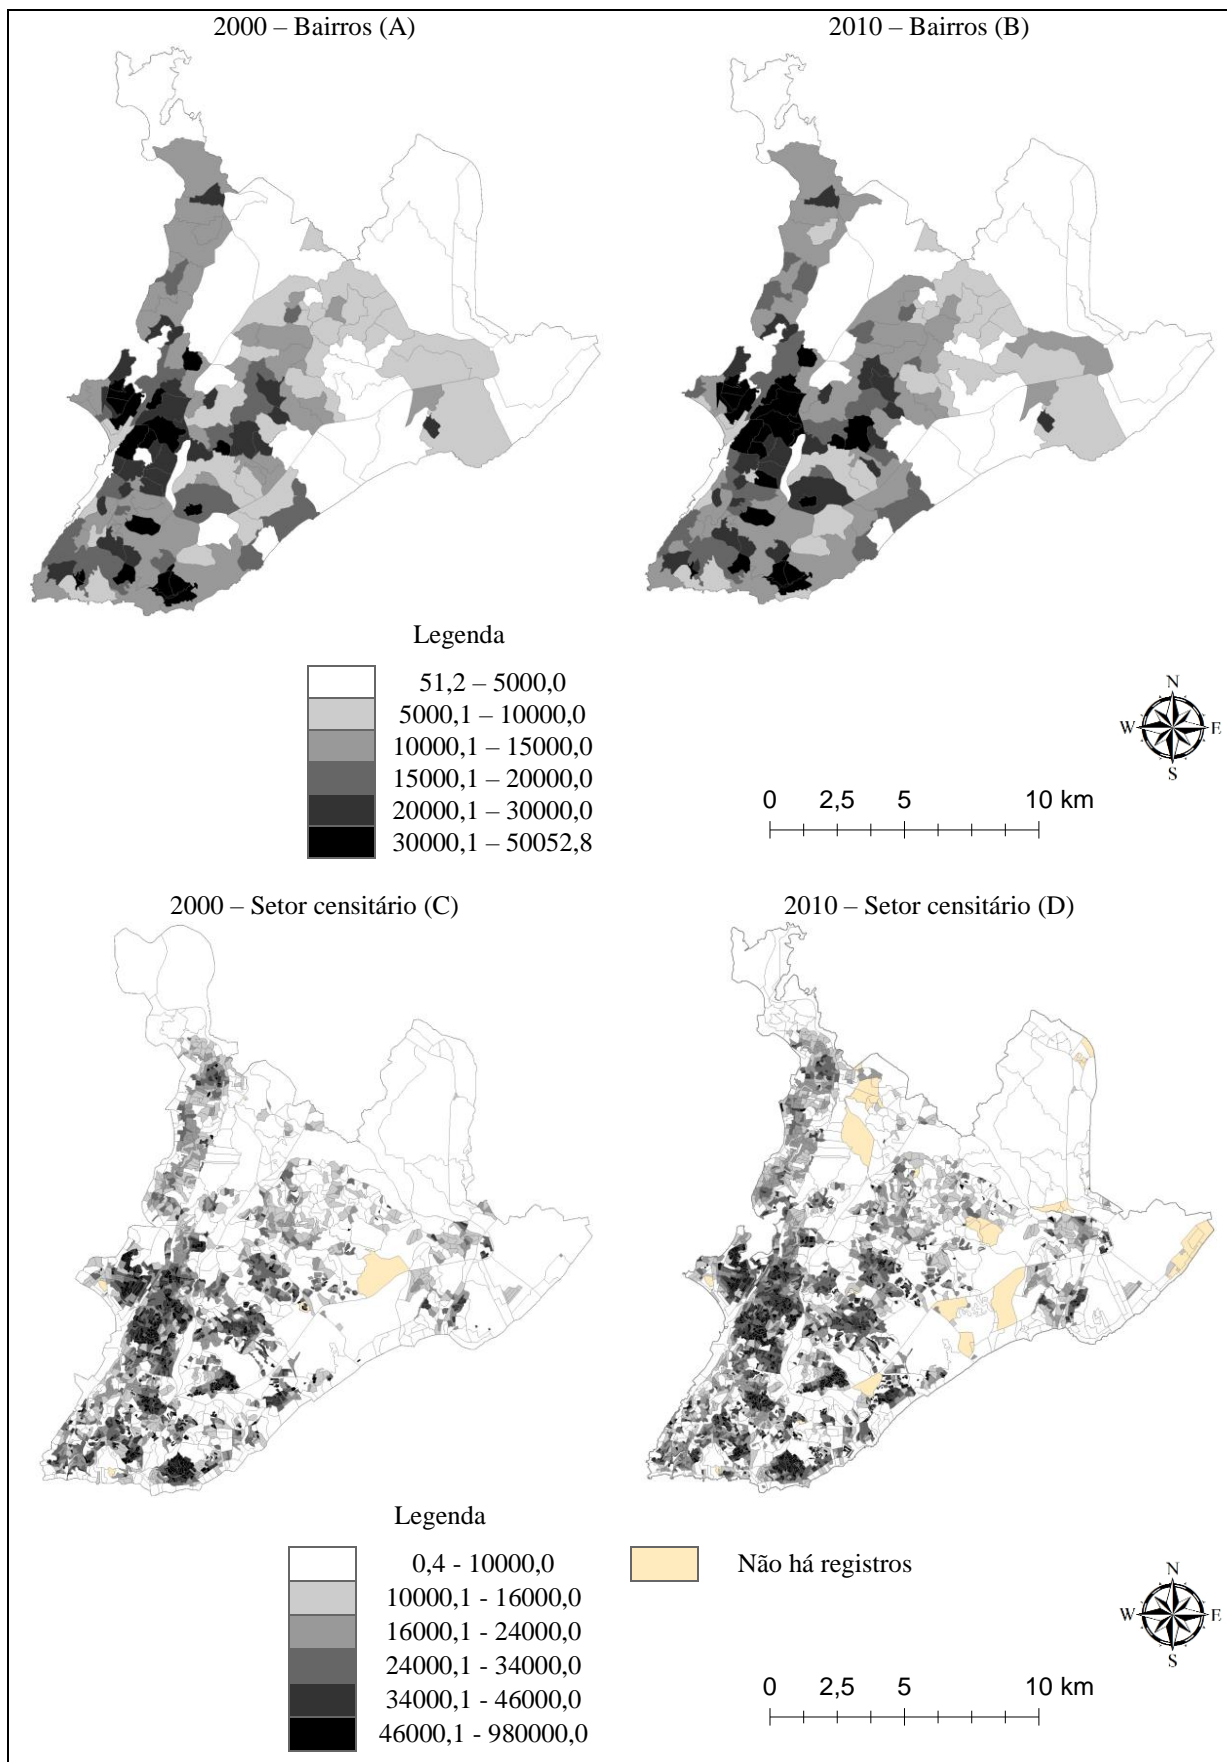 2000 – Bairros (A)
2010 – Bairros (B)
Legenda
51,2 – 5000,0
5000,1 – 10000,0
10000,1 – 15000,0
15000,1 – 20000,0
20000,1 – 30000,0
30000,1 – 50052,8
N
W E
S
0 2,5 5 10 km
2000 – Setor censitário (C)
2010 – Setor censitário (D)
Legenda
0,4 - 10000,0
10000,1 - 16000,0
16000,1 - 24000,0
24000,1 - 34000,0
34000,1 - 46000,0
46000,1 - 980000,0
Não há registros
N
W E
S
0 2,5 5 10 km